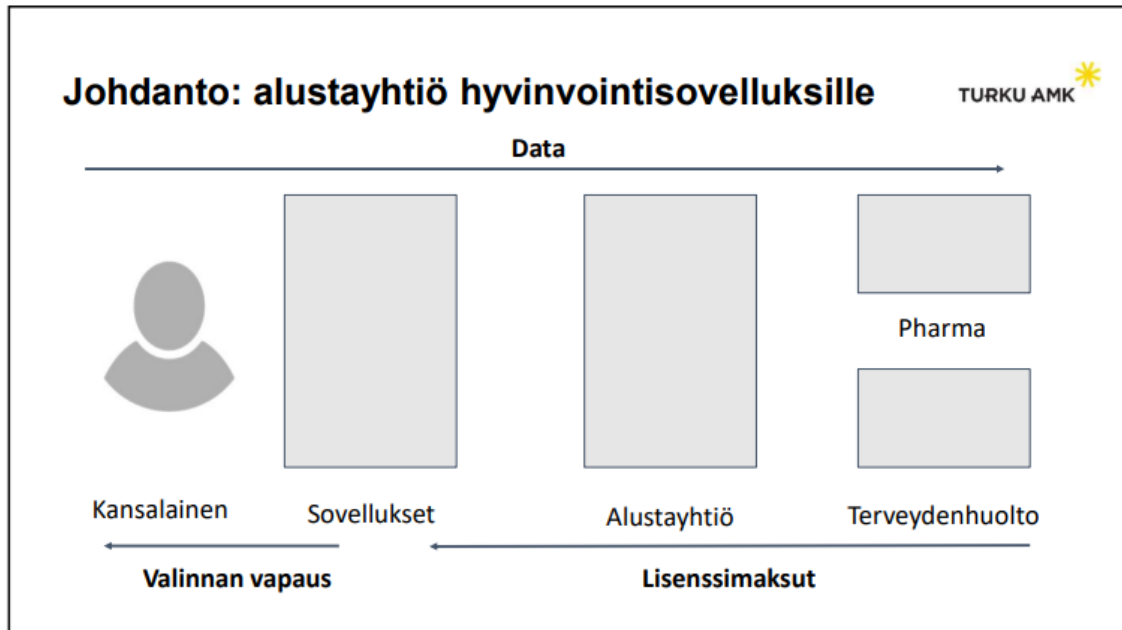 Johdanto: alustayhtiö hyvinvointisovelluksille
TURKU AMK
Data
Pharma
Kansalainen
Sovellukset
Alustayhtiö
Terveydenhuolto
Valinnan vapaus
Lisenssimaksut